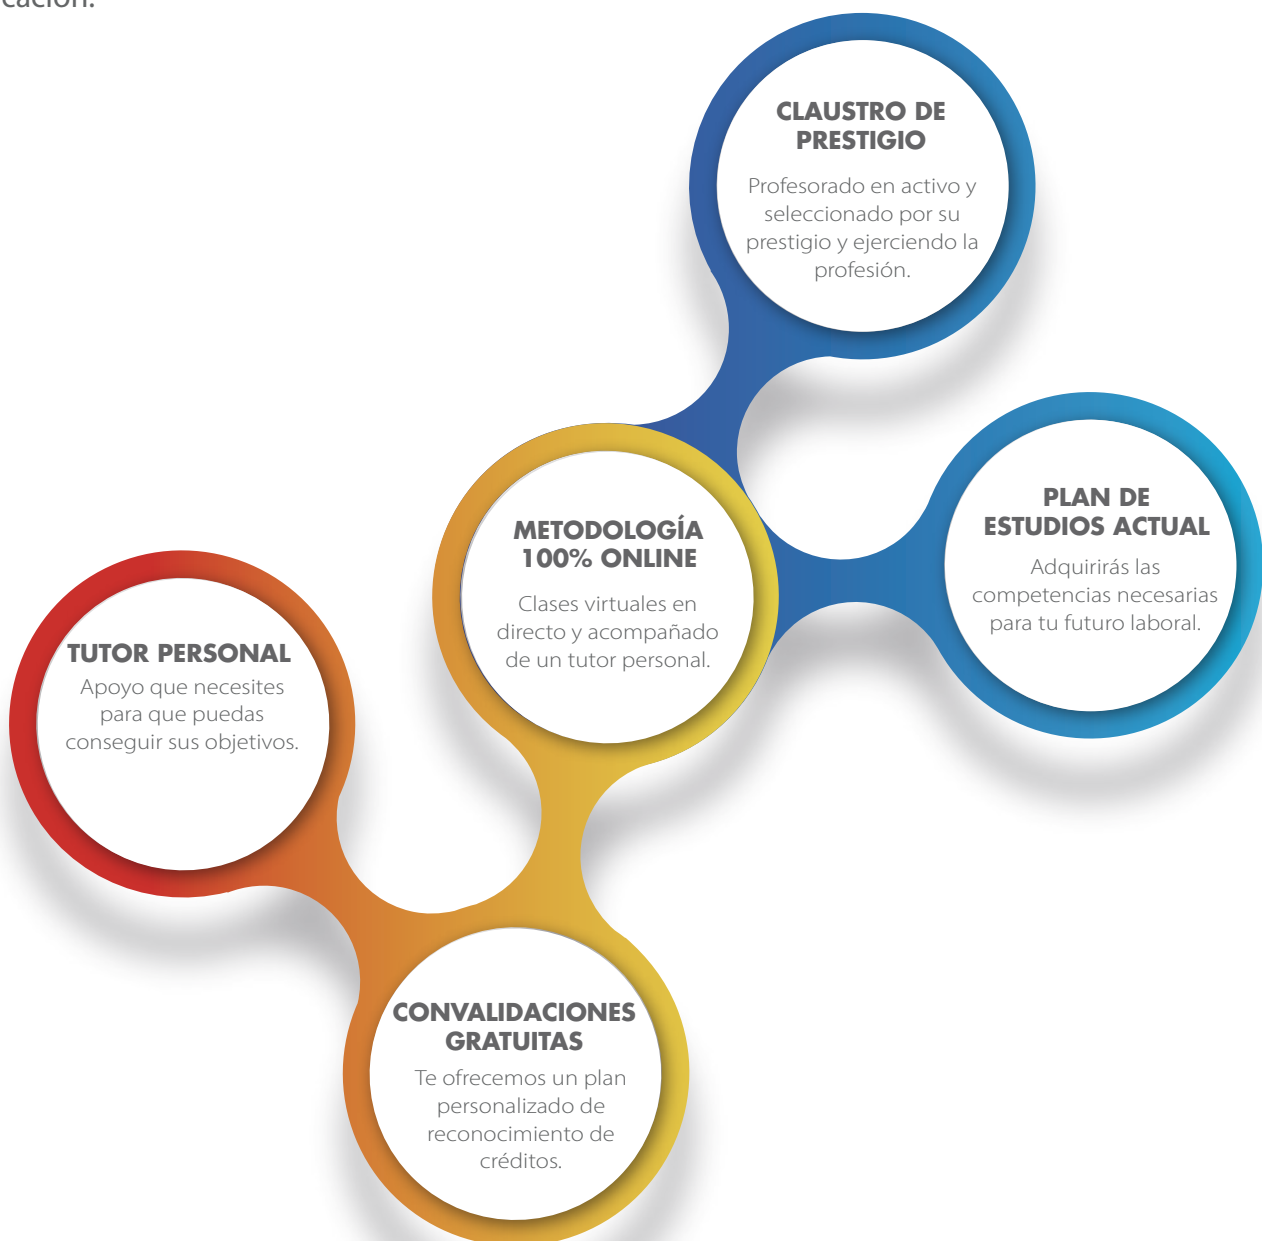 CLAUSTRO DE
PRESTIGIO
Profesorado en activo y
seleccionado por su
prestigio y ejerciendo la
profesión.
PLAN DE
ESTUDIOS ACTUAL
Adquirirás las
competencias necesarias
para tu futuro laboral.
METODOLOGÍA
100% ONLINE
Clases virtuales en
directo y acompañado
de un tutor personal.
TUTOR PERSONAL
Apoyo que necesites
para que puedas
conseguir sus objetivos.
CONVALIDACIONES
GRATUITAS
Te ofrecemos un plan
personalizado de
reconocimiento de
créditos.